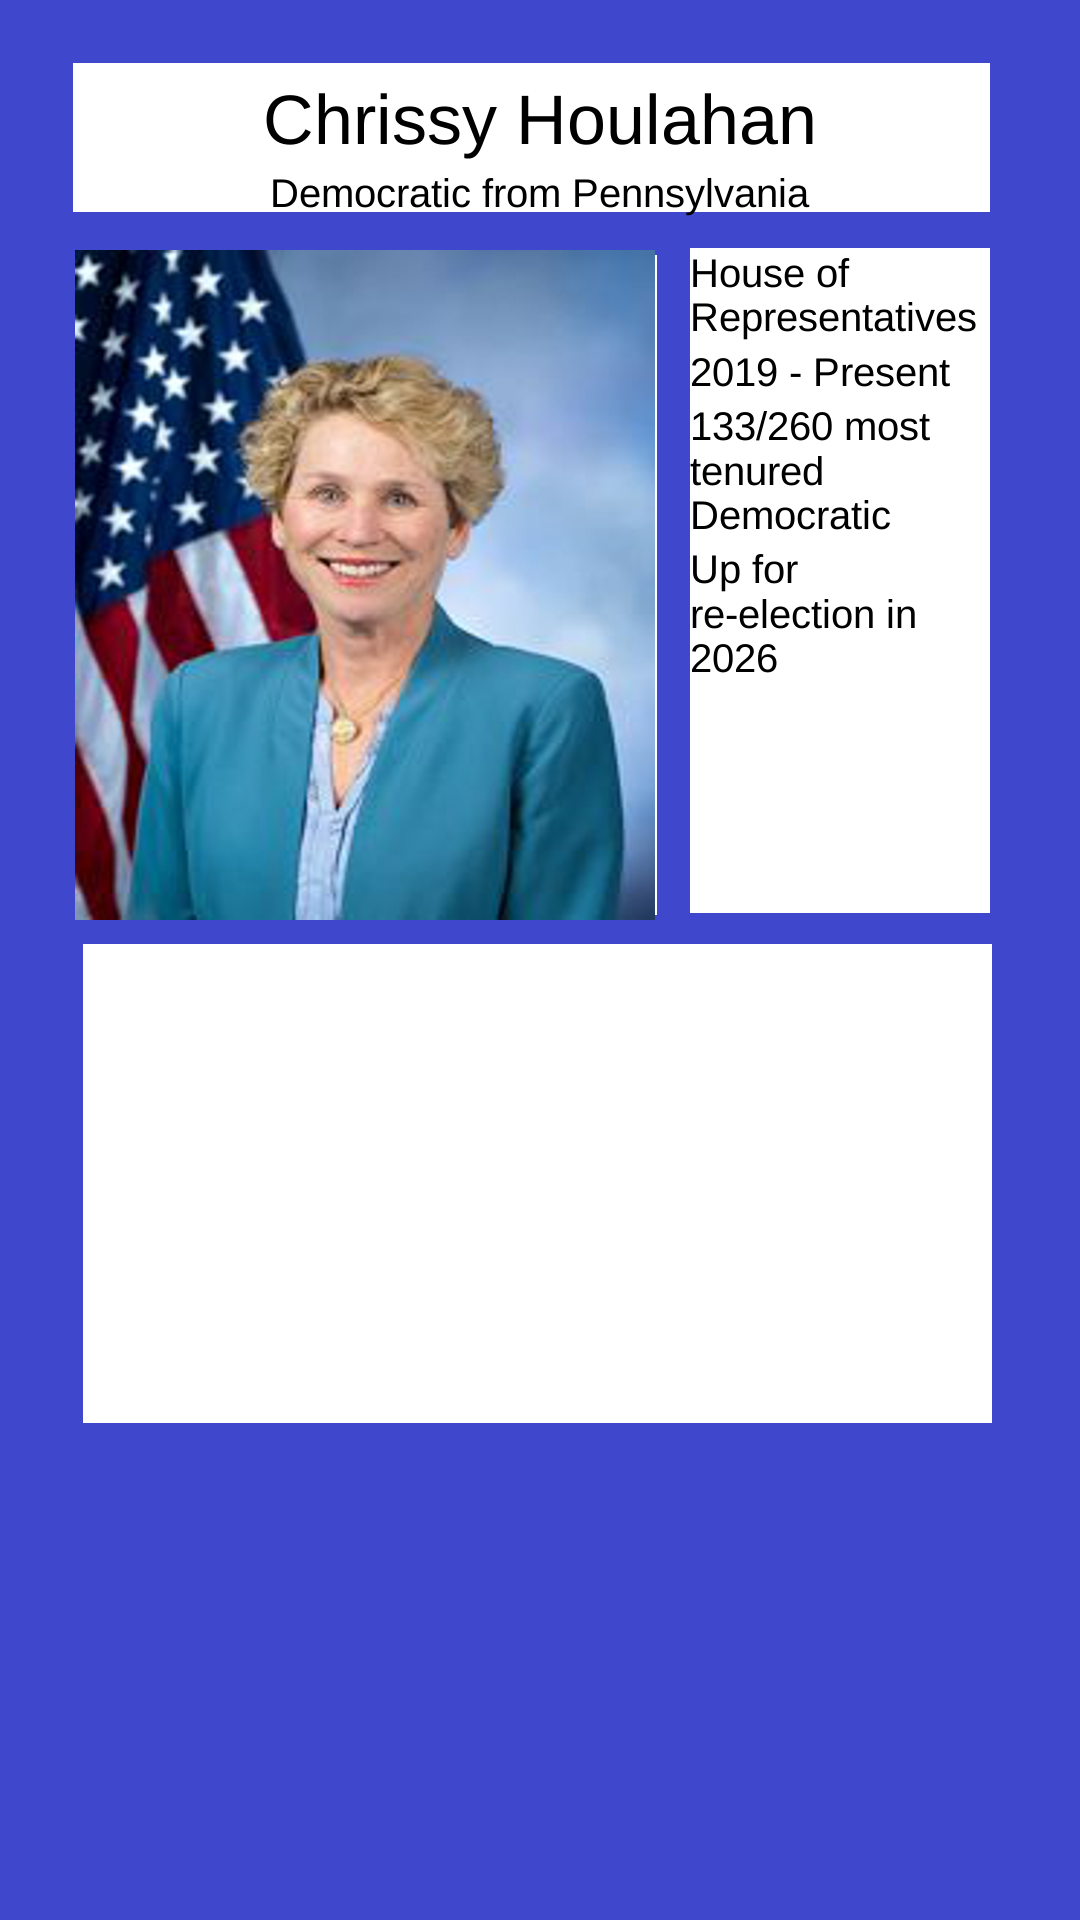 Chrissy Houlahan
Democratic from Pennsylvania
House of
Representatives
2019 - Present
133/260 most
tenured
Democratic
Up for
re-election in
2026